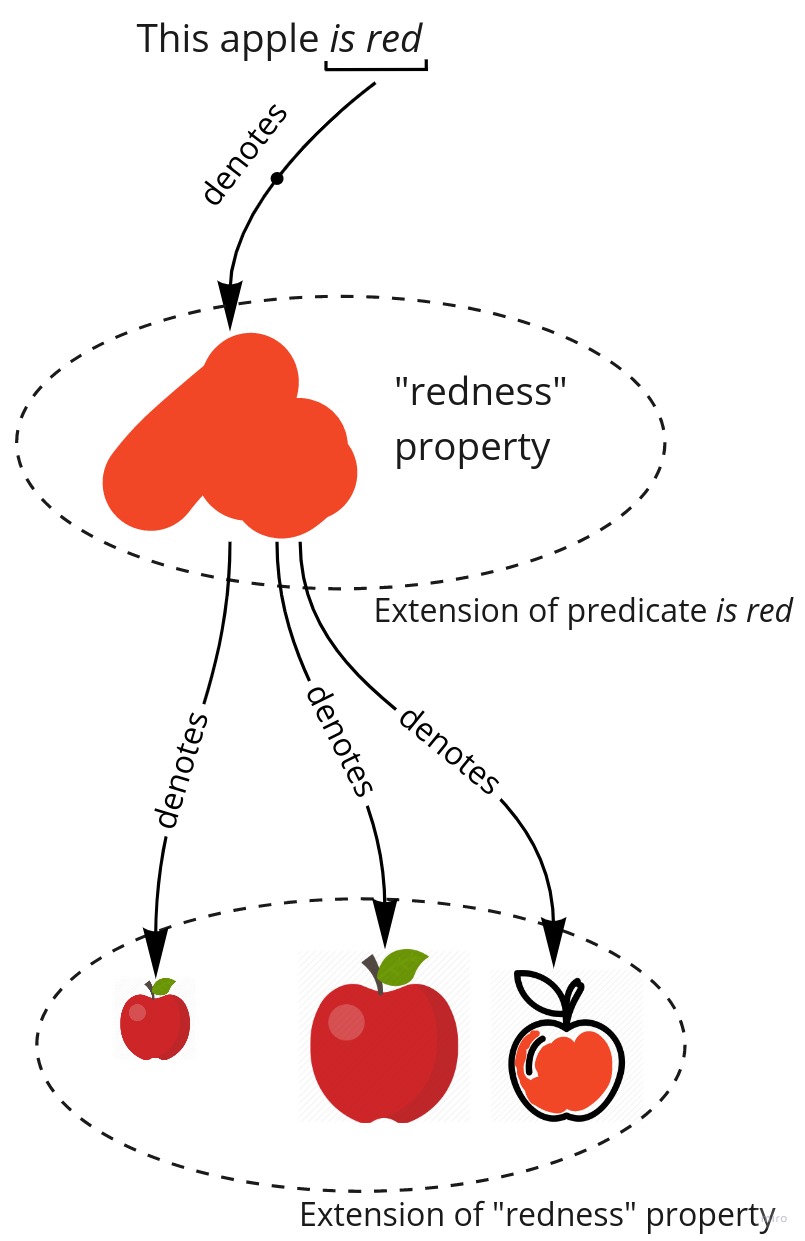 This apple is red
denotes
"redness"
property
Extension of predicate is red
denotes
denotes
denotes
Extension of "redness" property
miro